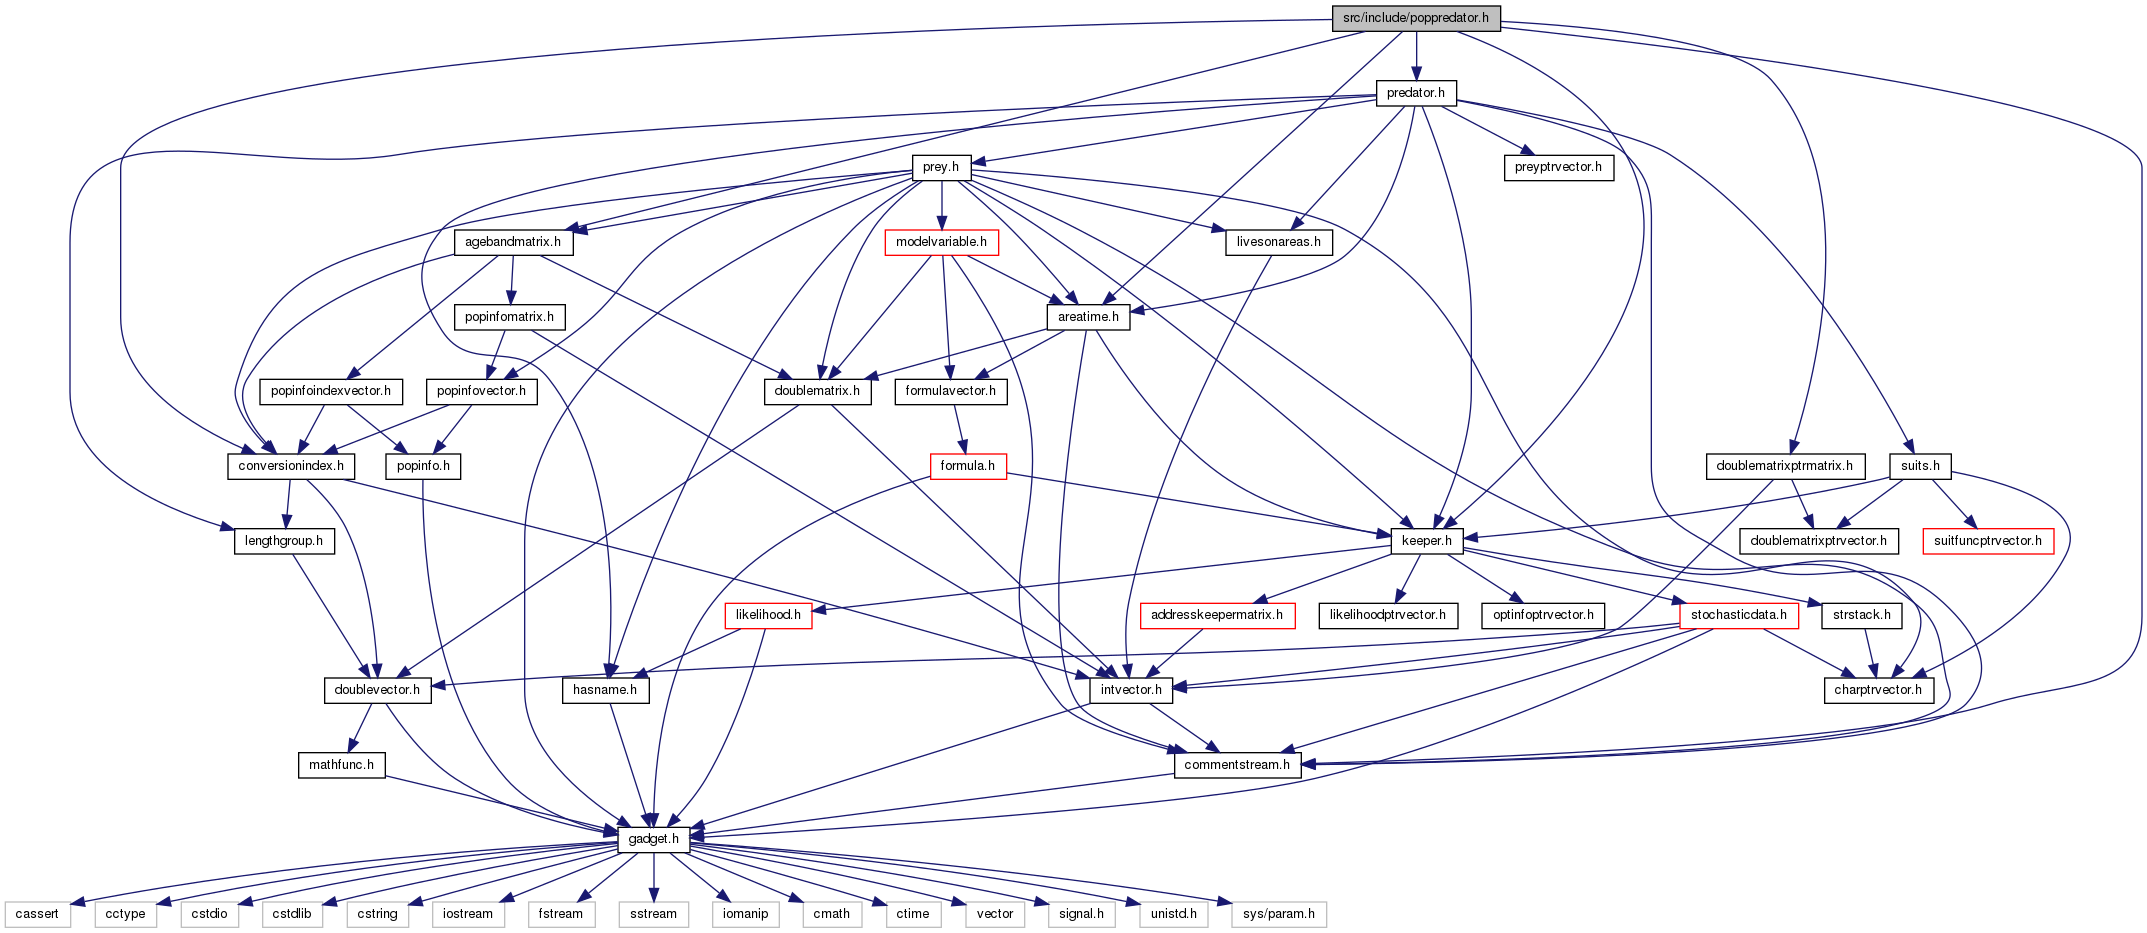 src/include/poppredator.h
predator.h
prey.h
preyptrvector.h
agebandmatrix.h
modelvariable.h
livesonareas.h
popinfomatrix.h
areatime.h
popinfoindexvector.h
popinfovector.h
doublematrix.h
formulavector.h
conversionindex.h
popinfo.h
formula.h
doublematrixptrmatrix.h
suits.h
lengthgroup.h
keeper.h
doublematrixptrvector.h
suitfuncptrvector.h
likelihood.h
addresskeepermatrix.h
likelihoodptrvector.h
optinfoptrvector.h
stochasticdata.h
strstack.h
doublevector.h
hasname.h
intvector.h
charptrvector.h
mathfunc.h
commentstream.h
gadget.h
cassert
cctype
cstdio
cstdlib
cstring
iostream
fstream
sstream
iomanip
cmath
ctime
vector
signal.h
unistd.h
sys/param.h